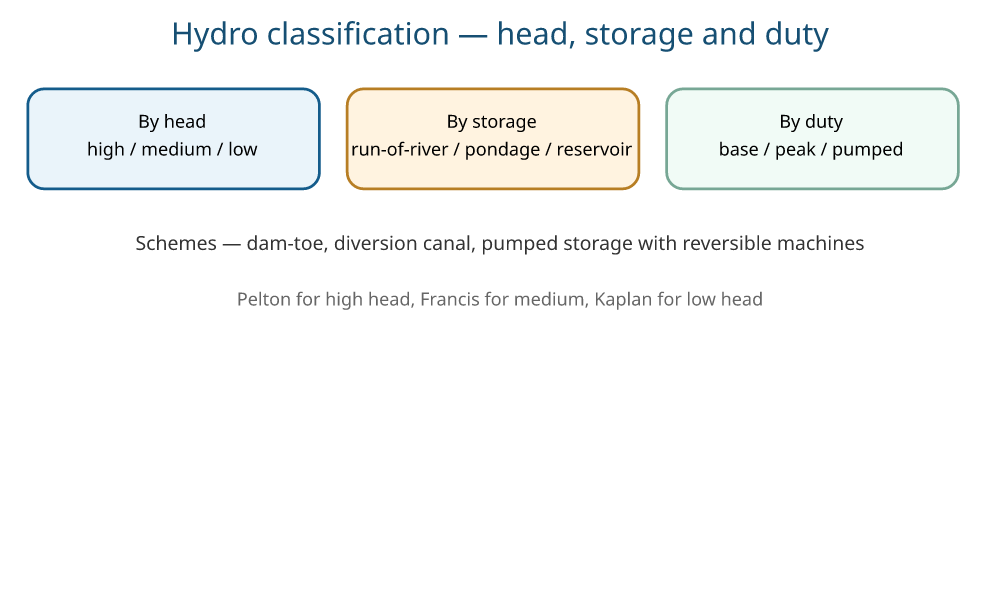 Hydro classification — head, storage and duty
By head
high / medium / low
By storage
run-of-river / pondage / reservoir
By duty
base / peak / pumped
Schemes — dam-toe, diversion canal, pumped storage with reversible machines
Pelton for high head, Francis for medium, Kaplan for low head